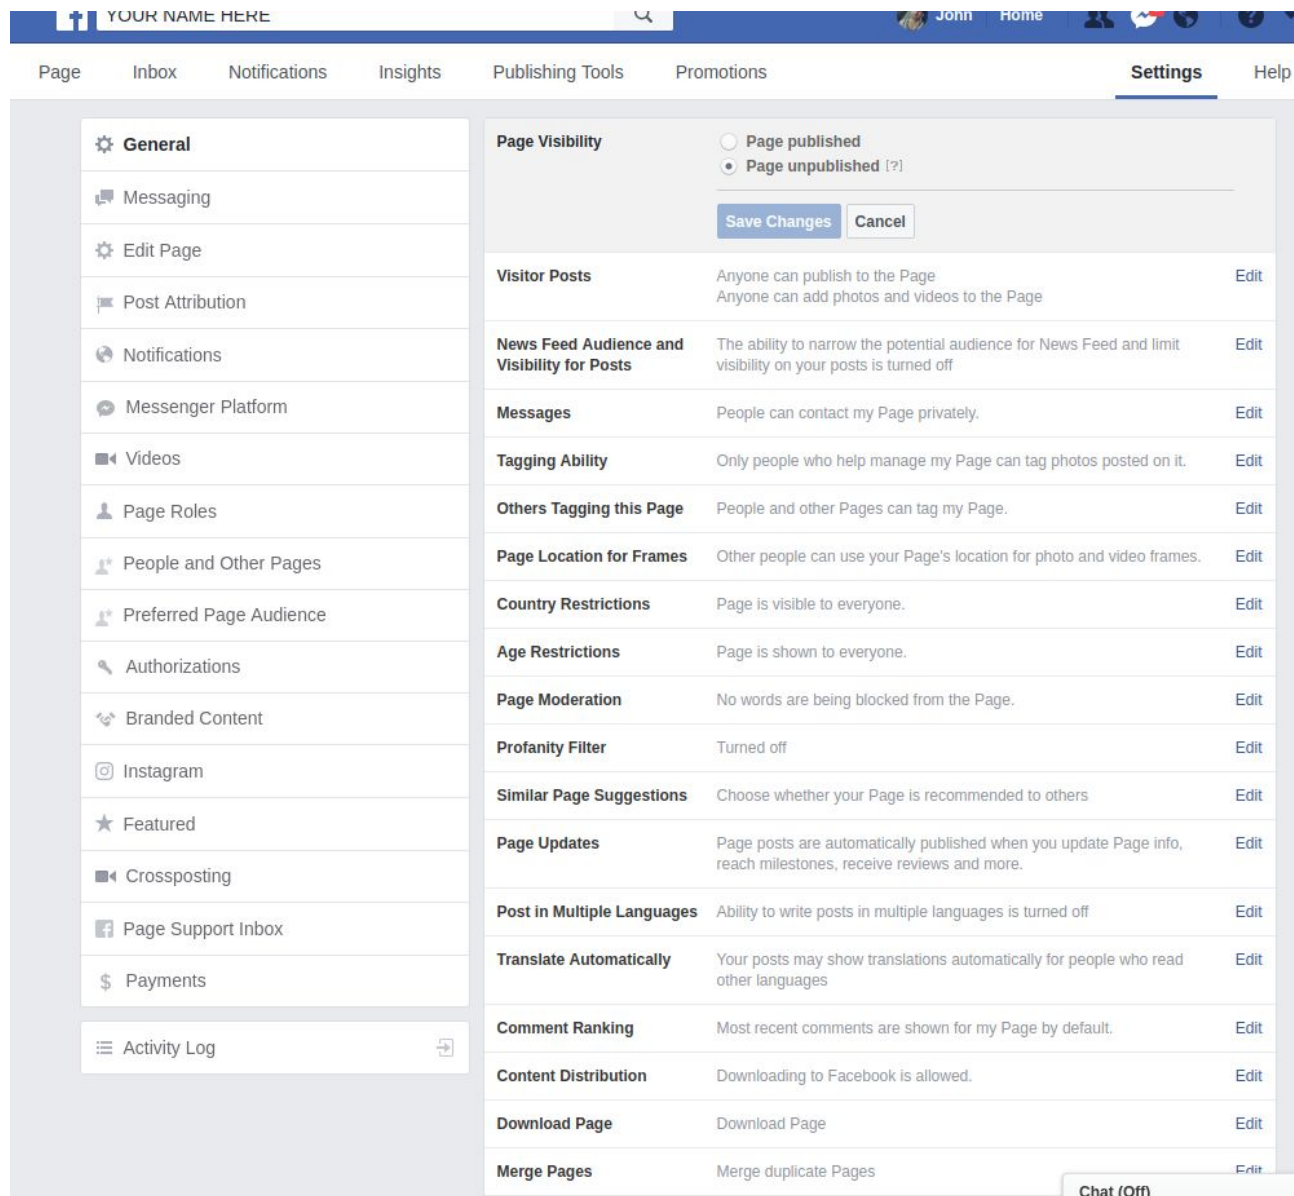 YOUR NAME HERE
John Home
Page Inbox Notifications Insights Publishing Tools Promotions Settings Help
General
Messaging
Edit Page
Post Attribution
Notifications
Messenger Platform
Videos
Page Roles
People and Other Pages
Preferred Page Audience
Authorizations
Branded Content
Instagram
Featured
Crossposting
Page Support Inbox
$ Payments
Activity Log
Page Visibility
Page published
Page unpublished [?]
Save Changes Cancel
Visitor Posts Anyone can publish to the Page Edit
Anyone can add photos and videos to the Page
News Feed Audience and The ability to narrow the potential audience for News Feed and limit Edit
Visibility for Posts visibility on your posts is turned off
Messages People can contact my Page privately. Edit
Tagging Ability Only people who help manage my Page can tag photos posted on it. Edit
Others Tagging this Page People and other Pages can tag my Page. Edit
Page Location for Frames Other people can use your Page's location for photo and video frames. Edit
Country Restrictions Page is visible to everyone. Edit
Age Restrictions Page is shown to everyone. Edit
Page Moderation No words are being blocked from the Page. Edit
Profanity Filter Turned off Edit
Similar Page Suggestions Choose whether your Page is recommended to others Edit
Page Updates Page posts are automatically published when you update Page info, Edit
reach milestones, receive reviews and more.
Post in Multiple Languages Ability to write posts in multiple languages is turned off Edit
Translate Automatically Your posts may show translations automatically for people who read Edit
other languages
Comment Ranking Most recent comments are shown for my Page by default. Edit
Content Distribution Downloading to Facebook is allowed. Edit
Download Page Download Page Edit
Merge Pages Merge duplicate Pages Edit
Chat (Off)